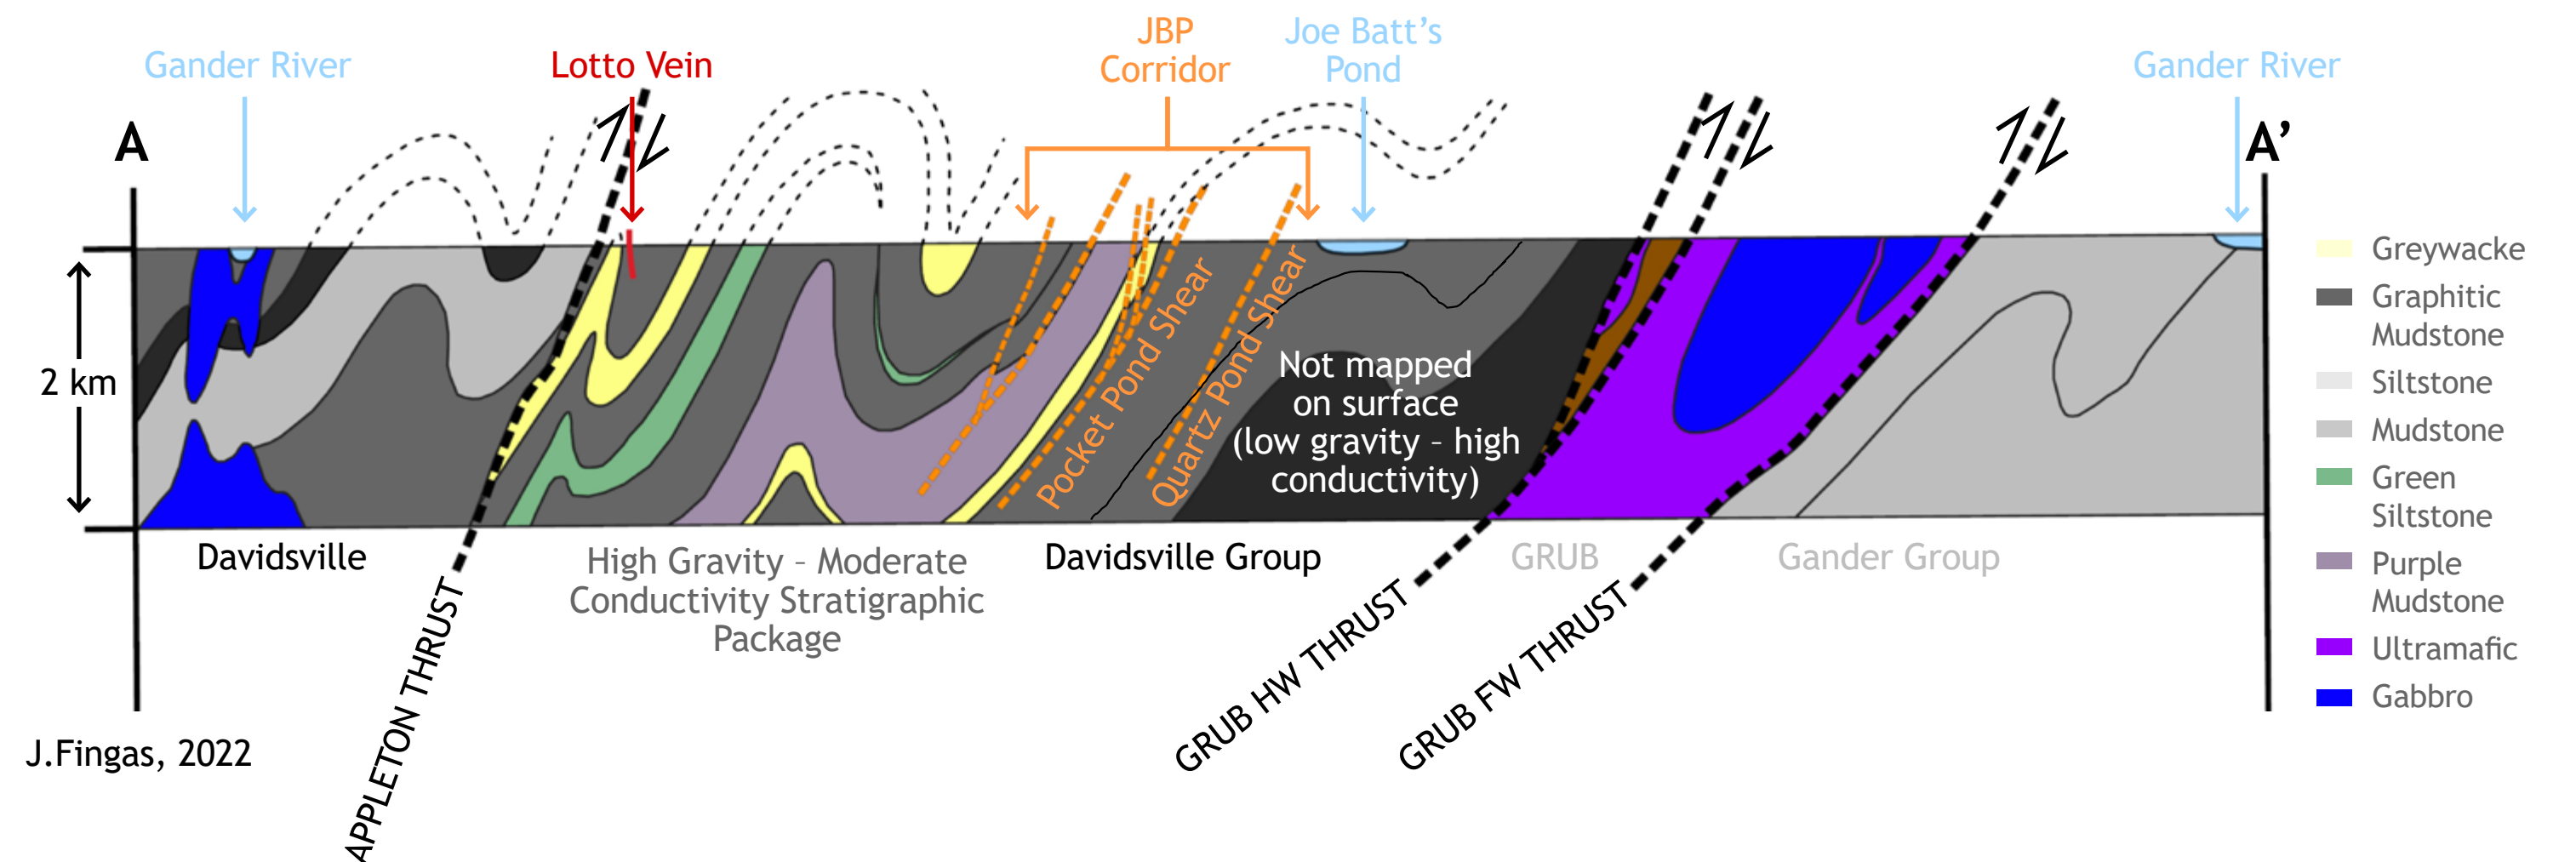 JBP
Corridor
Joe Batt's
Pond
Gander River
Lotto Vein
Gander River
A
A'
2 km
Pocket Pond Shear
Quartz Pond Shear
Not mapped
on surface
(low gravity – high
conductivity)
Greywacke
Graphitic
Mudstone
Siltstone
Mudstone
Green
Siltstone
Purple
Mudstone
Ultramafic
Gabbro
Davidsville
High Gravity – Moderate
Conductivity Stratigraphic
Package
Davidsville Group
GRUB
Gander Group
APPLETON THRUST
GRUB HW THRUST
GRUB FW THRUST
J.Fingas, 2022